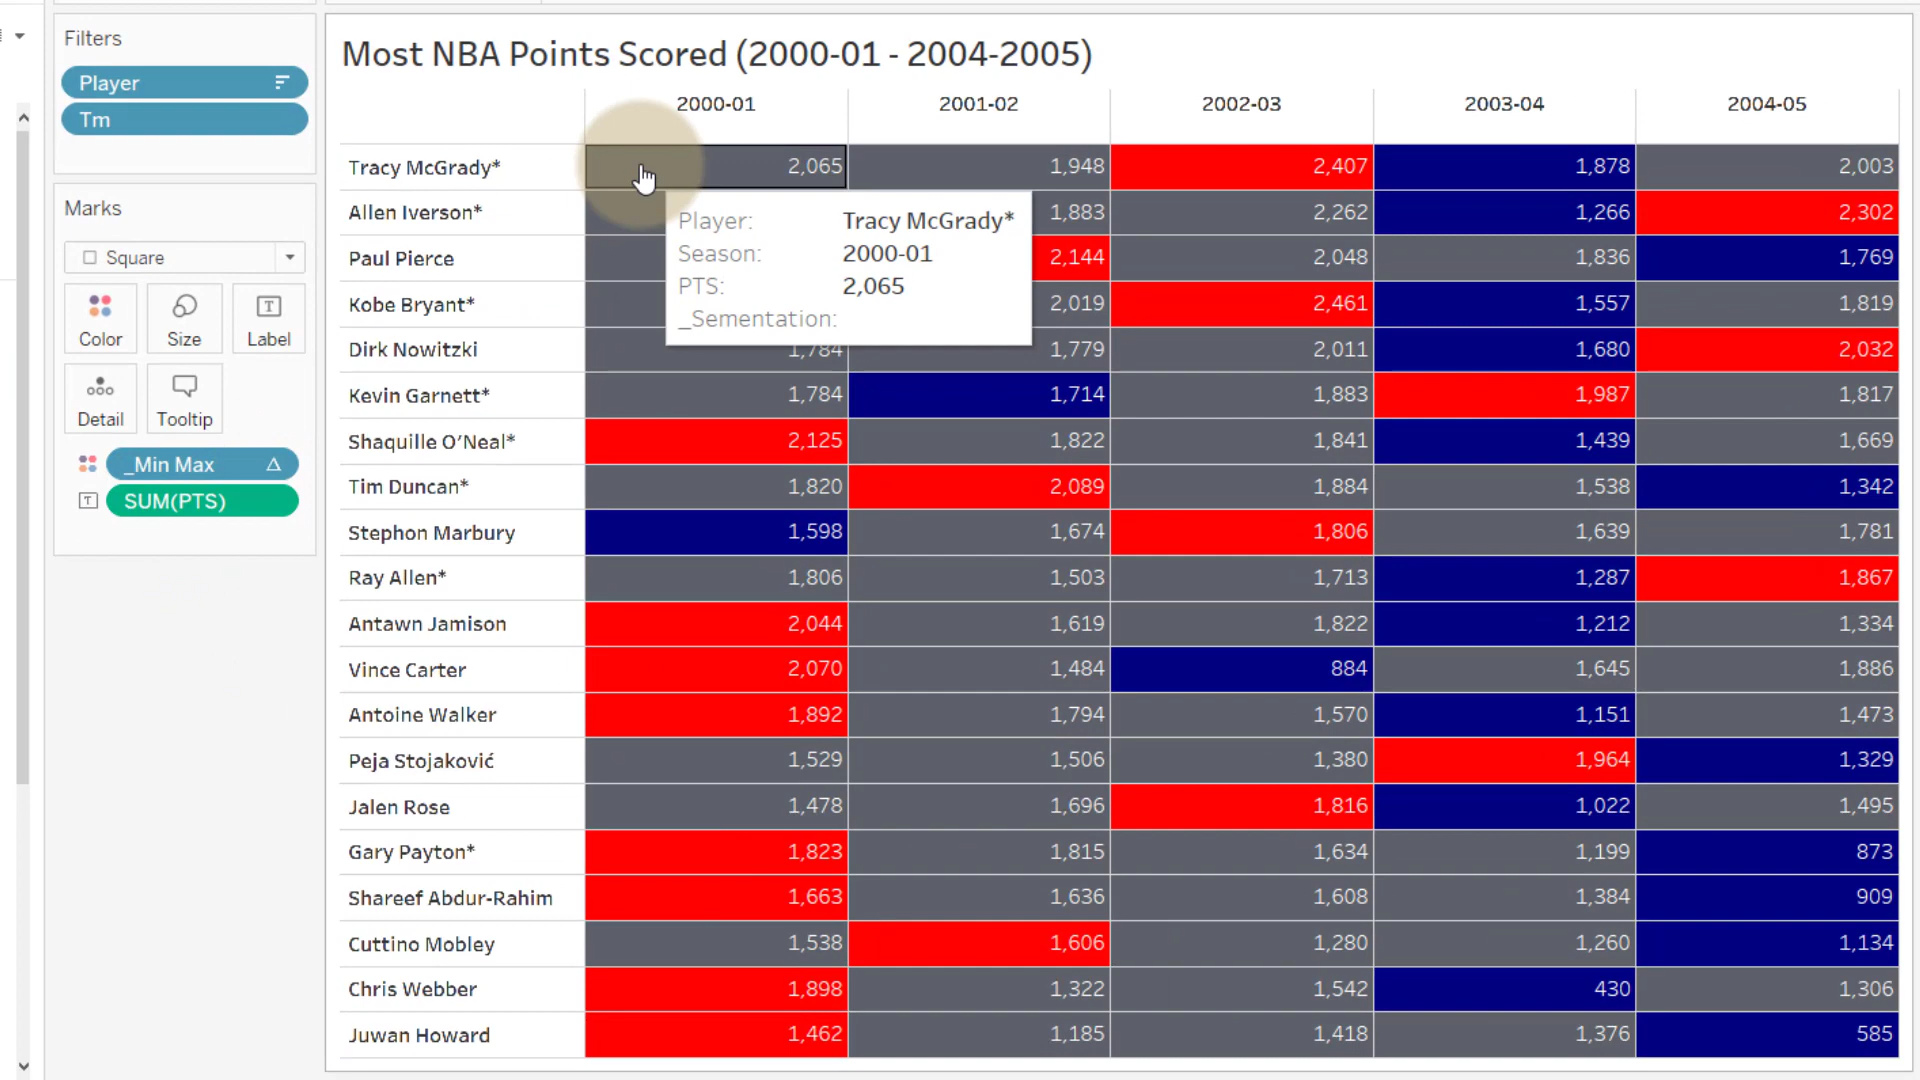 Filters
Player
Tm
Marks
Square
Color Size Label
Detail Tooltip
_Min Max
SUM(PTS)
Most NBA Points Scored (2000-01 - 2004-2005)
2000-01 2001-02 2002-03 2003-04 2004-05
Tracy McGrady* 2,065 1,948 2,407 1,878 2,003
Allen Iverson* 1,883 2,262 1,266 2,302
Paul Pierce 2,144 2,048 1,836 1,769
Kobe Bryant* 2,019 2,461 1,557 1,819
Dirk Nowitzki 1,784 1,779 2,011 1,680 2,032
Kevin Garnett* 1,784 1,714 1,883 1,987 1,817
Shaquille O'Neal* 2,125 1,822 1,841 1,439 1,669
Tim Duncan* 1,820 2,089 1,884 1,538 1,342
Stephon Marbury 1,598 1,674 1,806 1,639 1,781
Ray Allen* 1,806 1,503 1,713 1,287 1,867
Antawn Jamison 2,044 1,619 1,822 1,212 1,334
Vince Carter 2,070 1,484 884 1,645 1,886
Antoine Walker 1,892 1,794 1,570 1,151 1,473
Peja Stojaković 1,529 1,506 1,380 1,964 1,329
Jalen Rose 1,478 1,696 1,816 1,022 1,495
Gary Payton* 1,823 1,815 1,634 1,199 873
Shareef Abdur-Rahim 1,663 1,636 1,608 1,384 909
Cuttino Mobley 1,538 1,606 1,280 1,260 1,134
Chris Webber 1,898 1,322 1,542 430 1,306
Juwan Howard 1,462 1,185 1,418 1,376 585
Player: Tracy McGrady*
Season: 2000-01
PTS: 2,065
_Sementation: